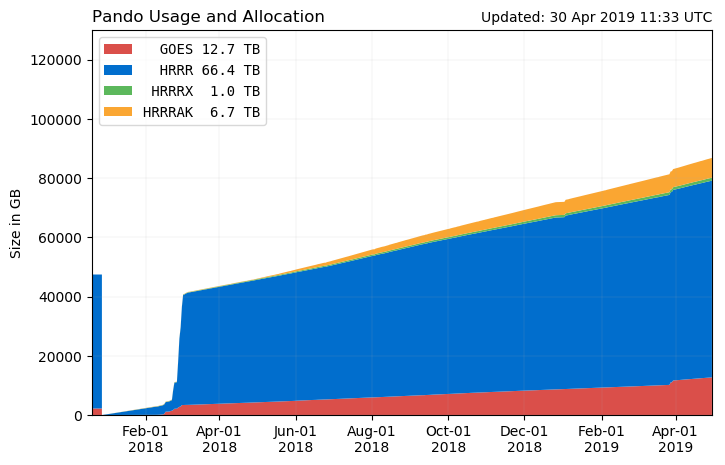 Pando Usage and Allocation
Updated: 30 Apr 2019 11:33 UTC
GOES 12.7 TB
HRRR 66.4 TB
HRRRX 1.0 TB
HRRRAK 6.7 TB
120000
100000
80000
60000
40000
20000
0
Size in GB
Feb-01 2018
Apr-01 2018
Jun-01 2018
Aug-01 2018
Oct-01 2018
Dec-01 2018
Feb-01 2019
Apr-01 2019